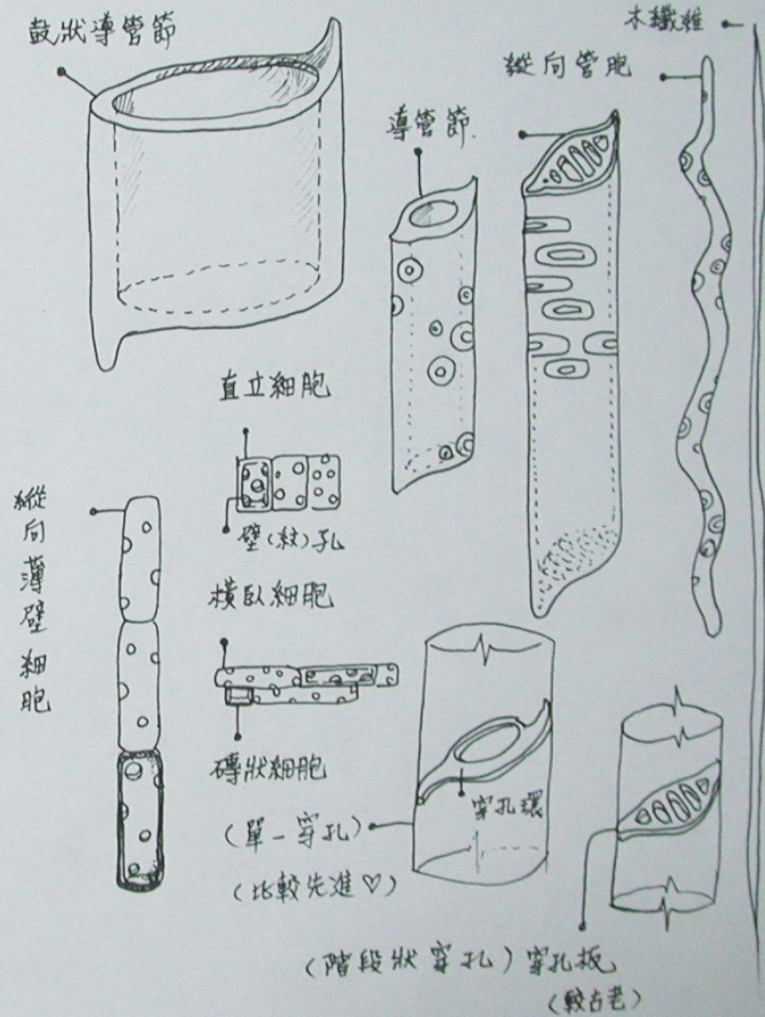 鼓狀導管節
木纖維
縱向管胞
導管節
直立細胞
壁(紋)孔
縱向薄壁細胞
橫臥細胞
磚狀細胞
穿孔環
(單一穿孔)
(比較先進♡)
(階段狀穿孔)穿孔板
(較古老)